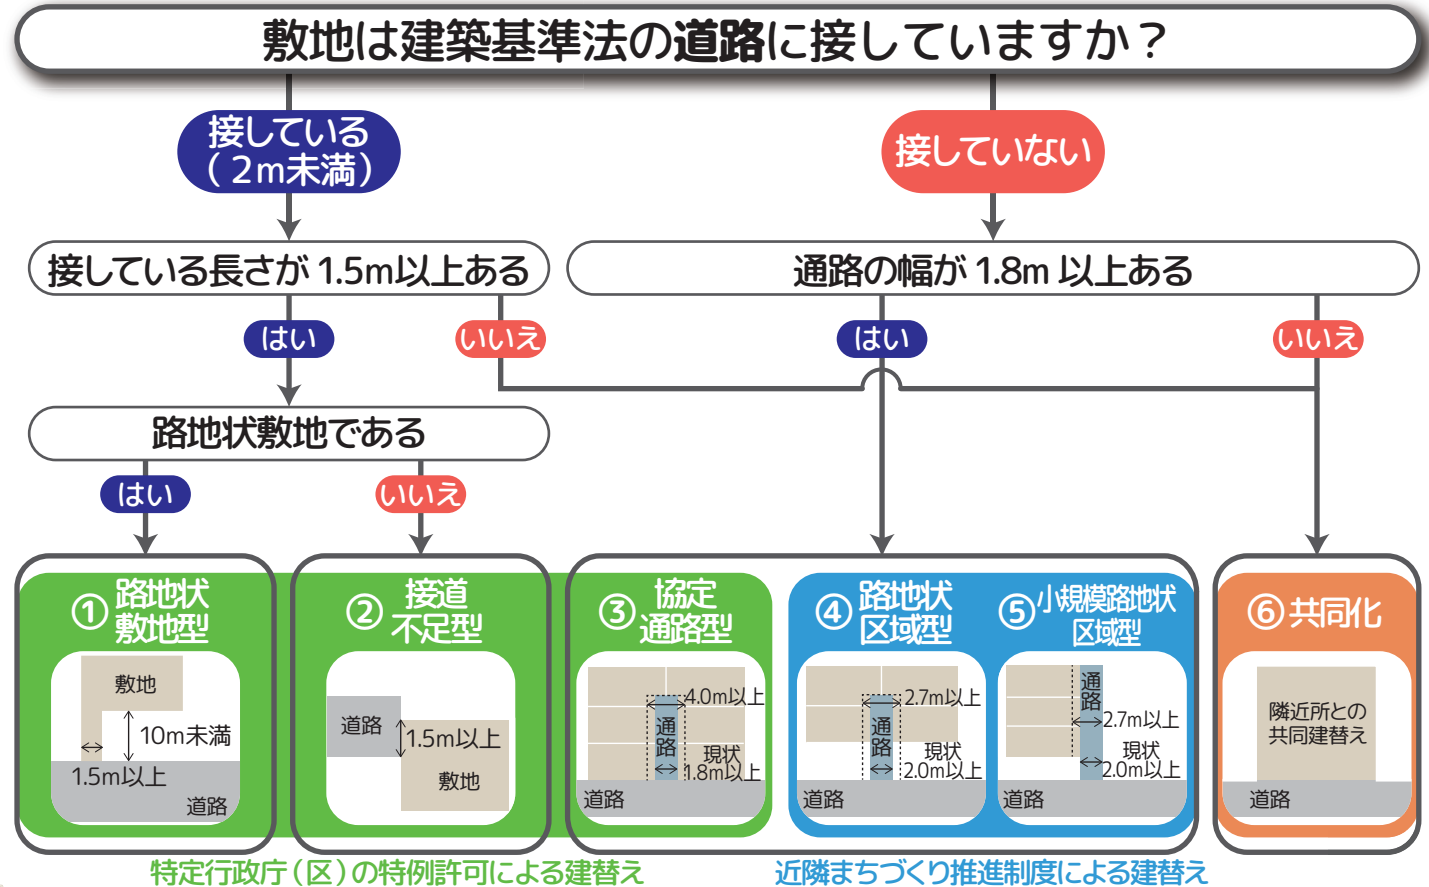 敷地は建築基準法の道路に接していますか？
接している
（2m未満）
接していない
接している長さが1.5m以上ある
通路の幅が1.8m以上ある
はい
いいえ
はい
いいえ
路地状敷地である
はい
いいえ
①路地状
敷地型
敷地
10m未満
1.5m以上
道路
②接道
不足型
道路
1.5m以上
敷地
③協定
通路型
4.0m以上
通路
現状
1.8m以上
道路
④路地状
区域型
2.7m以上
通路
現状
2.0m以上
道路
⑤小規模路地状
区域型
通路
2.7m以上
現状
2.0m以上
道路
⑥共同化
隣近所との
共同建替え
道路
特定行政庁（区）の特例許可による建替え
近隣まちづくり推進制度による建替え